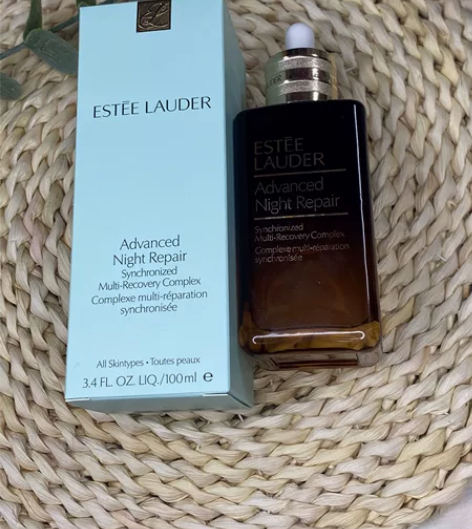 ESTĒE LAUDER
Advanced
Night Repair
Synchronized
Multi-Recovery Complex
Complexe multi-réparation
synchronisée
All Skintypes • Toutes peaux
3.4 FL. OZ. LIQ./100ml ℮
ESTĒE
LAUDER
Advanced
Night Repair
Synchronized
Multi-Recovery Complex
Complexe multi-réparation
synchronisée